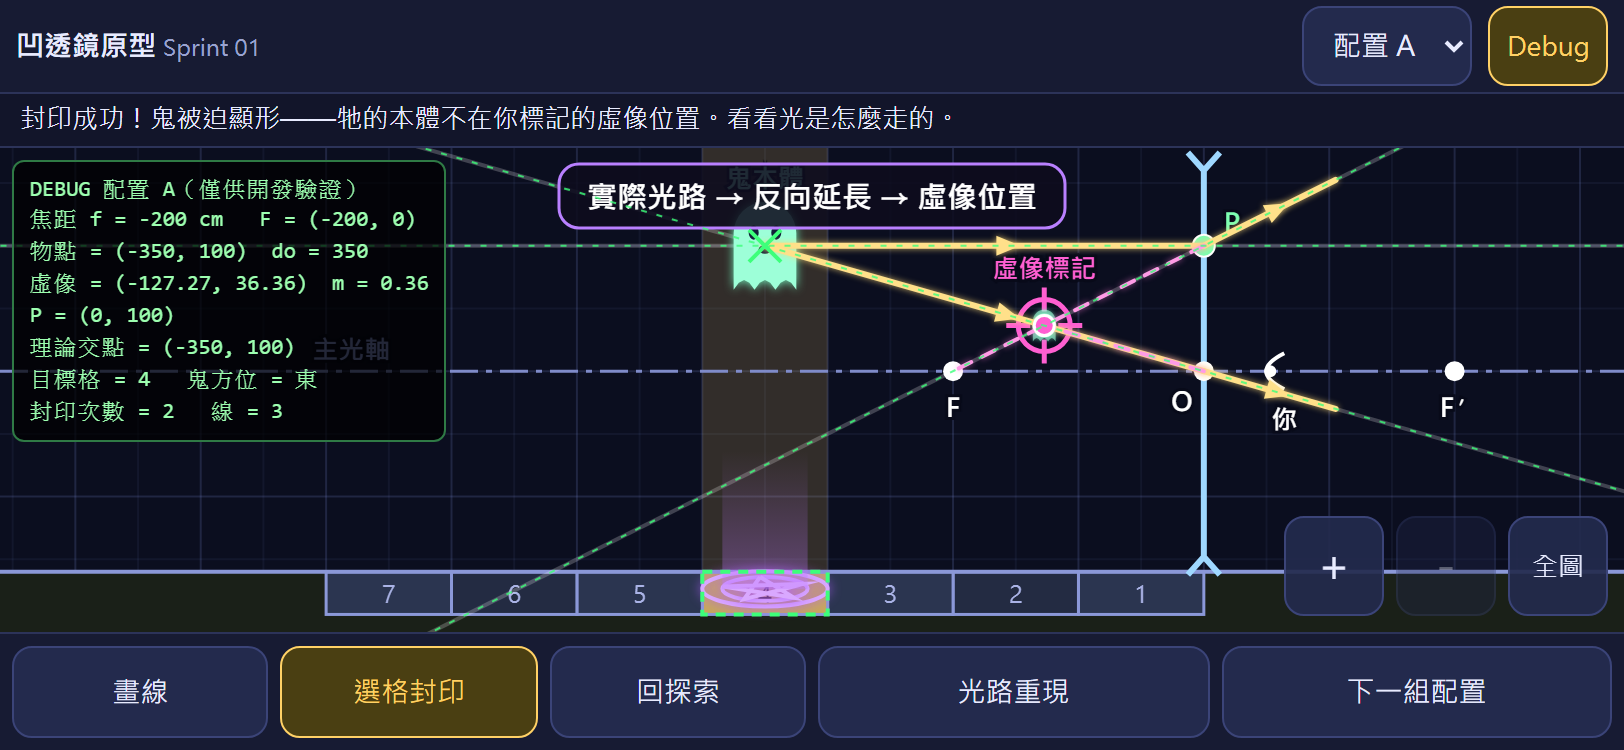 凹透鏡原型 Sprint 01
配置 A
Debug
封印成功！鬼被迫顯形——牠的本體不在你標記的虛像位置。看看光是怎麼走的。
DEBUG 配置 A（僅供開發驗證）
焦距 f = -200 cm F = (-200, 0)
物點 = (-350, 100) do = 350
虛像 = (-127.27, 36.36) m = 0.36
P = (0, 100)
理論交點 = (-350, 100)
目標格 = 4 鬼方位 = 東
封印次數 = 2 線 = 3
主光軸
鬼本體
實際光路 → 反向延長 → 虛像位置
P
虛像標記
F
O
你
F′
7 6 5 3 2 1
+
-
全圖
畫線
選格封印
回探索
光路重現
下一組配置